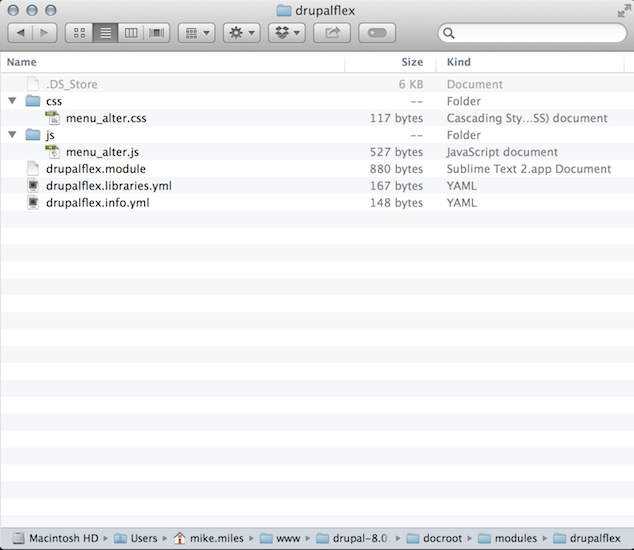 drupalflex
Name Size Kind
.DS_Store 6 KB Document
css -- Folder
menu_alter.css 117 bytes Cascading Sty...SS) document
js -- Folder
menu_alter.js 527 bytes JavaScript document
drupalflex.module 880 bytes Sublime Text 2.app Document
drupalflex.libraries.yml 167 bytes YAML
drupalflex.info.yml 148 bytes YAML
Macintosh HD Users mike.miles www drupal-8.0. docroot modules drupalflex